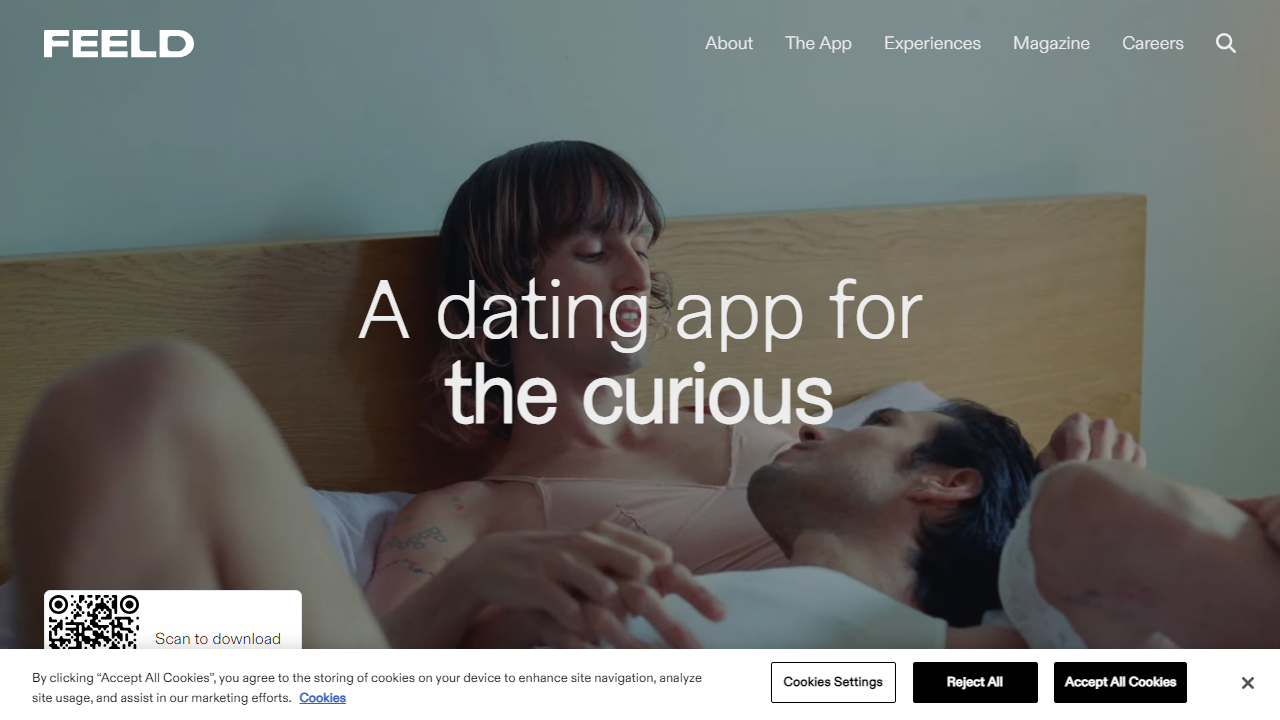 FEELD
About
The App
Experiences
Magazine
Careers
A dating app for
the curious
Scan to download
By clicking “Accept All Cookies”, you agree to the storing of cookies on your device to enhance site navigation, analyze
site usage, and assist in our marketing efforts. Cookies
Cookies Settings
Reject All
Accept All Cookies